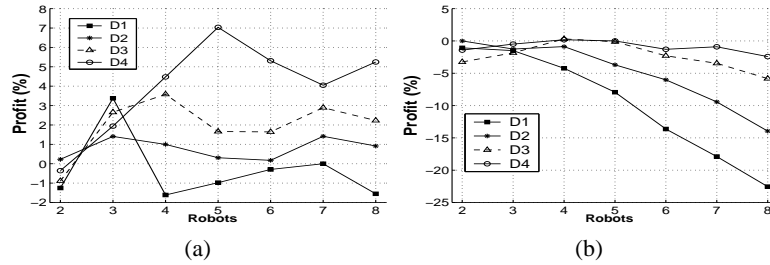 8
7
6
5
4
3
2
1
0
−1
−2
Profit (%)
D1
D2
D3
D4
2 3 4 5 6 7 8
Robots
(a)
5
0
−5
−10
−15
−20
−25
Profit (%)
D1
D2
D3
D4
2 3 4 5 6 7 8
Robots
(b)